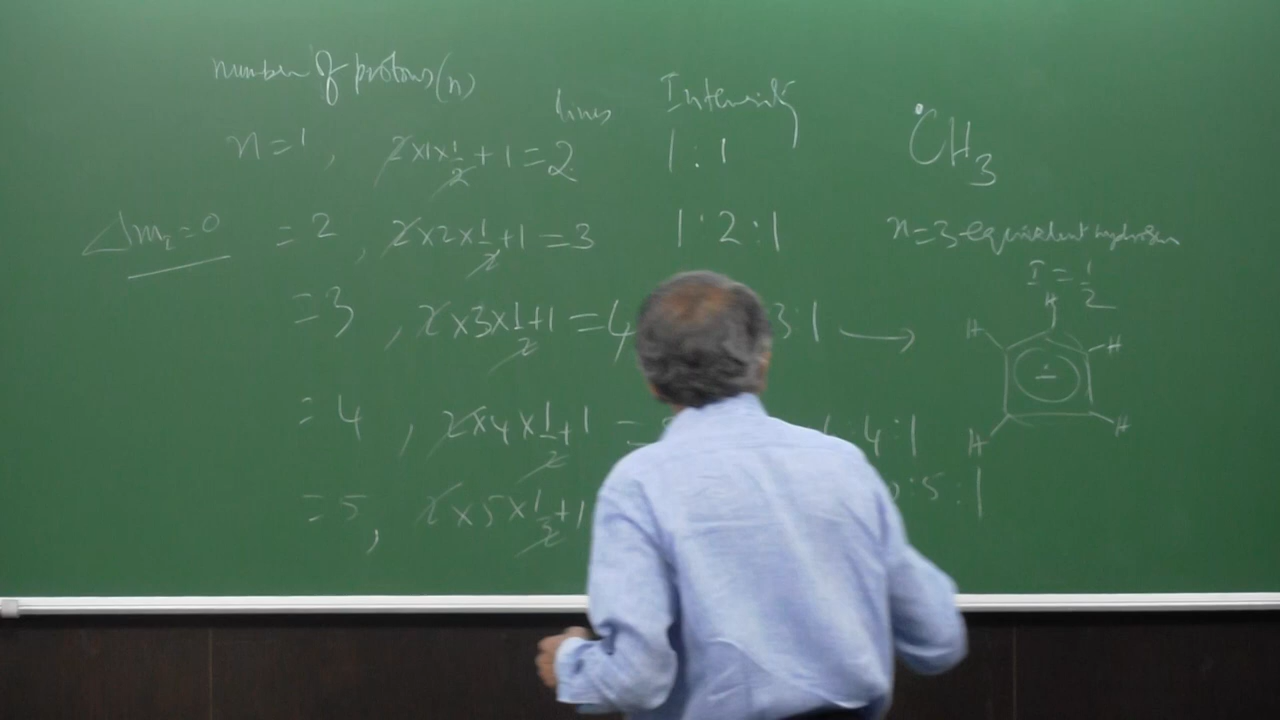 number of protons (n)
lines Intensity
n = 1 , 2×1×1/2 + 1 = 2 1 : 1
ĊH₃
Δm_I = 0 = 2 , 2×2×1/2 + 1 = 3 1 : 2 : 1
n = 3 equivalent hydrogen
I = 1/2
= 3 , 2×3×1/2 + 1 = 4 3 : 1 →
H
H H
−
H H
= 4 , 2×4×1/2 + 1 = : 4 : 1
= 5 , 2×5×1/2 + 1 : 5 : 1